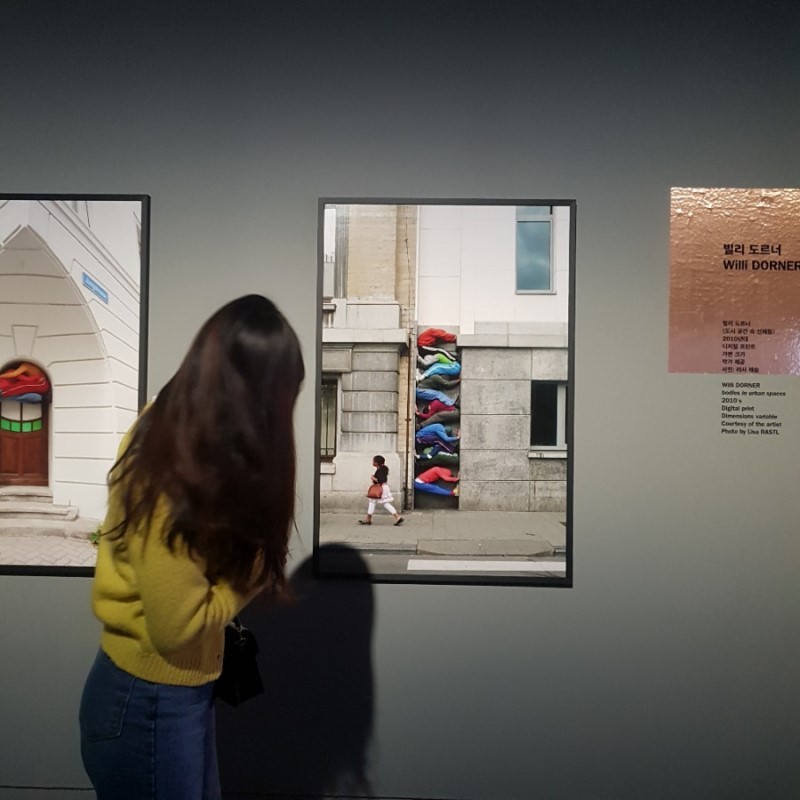 빌리 도르너
Willi DORNER
빌리 도르너
(도시 공간 속 신체들)
2010년대
디지털 프린트
가변 크기
작가 제공
사진: 리사 래슬
Willi DORNER
bodies in urban spaces
2010's
Digital print
Dimensions variable
Courtesy of the artist
Photo by Lisa RASTL